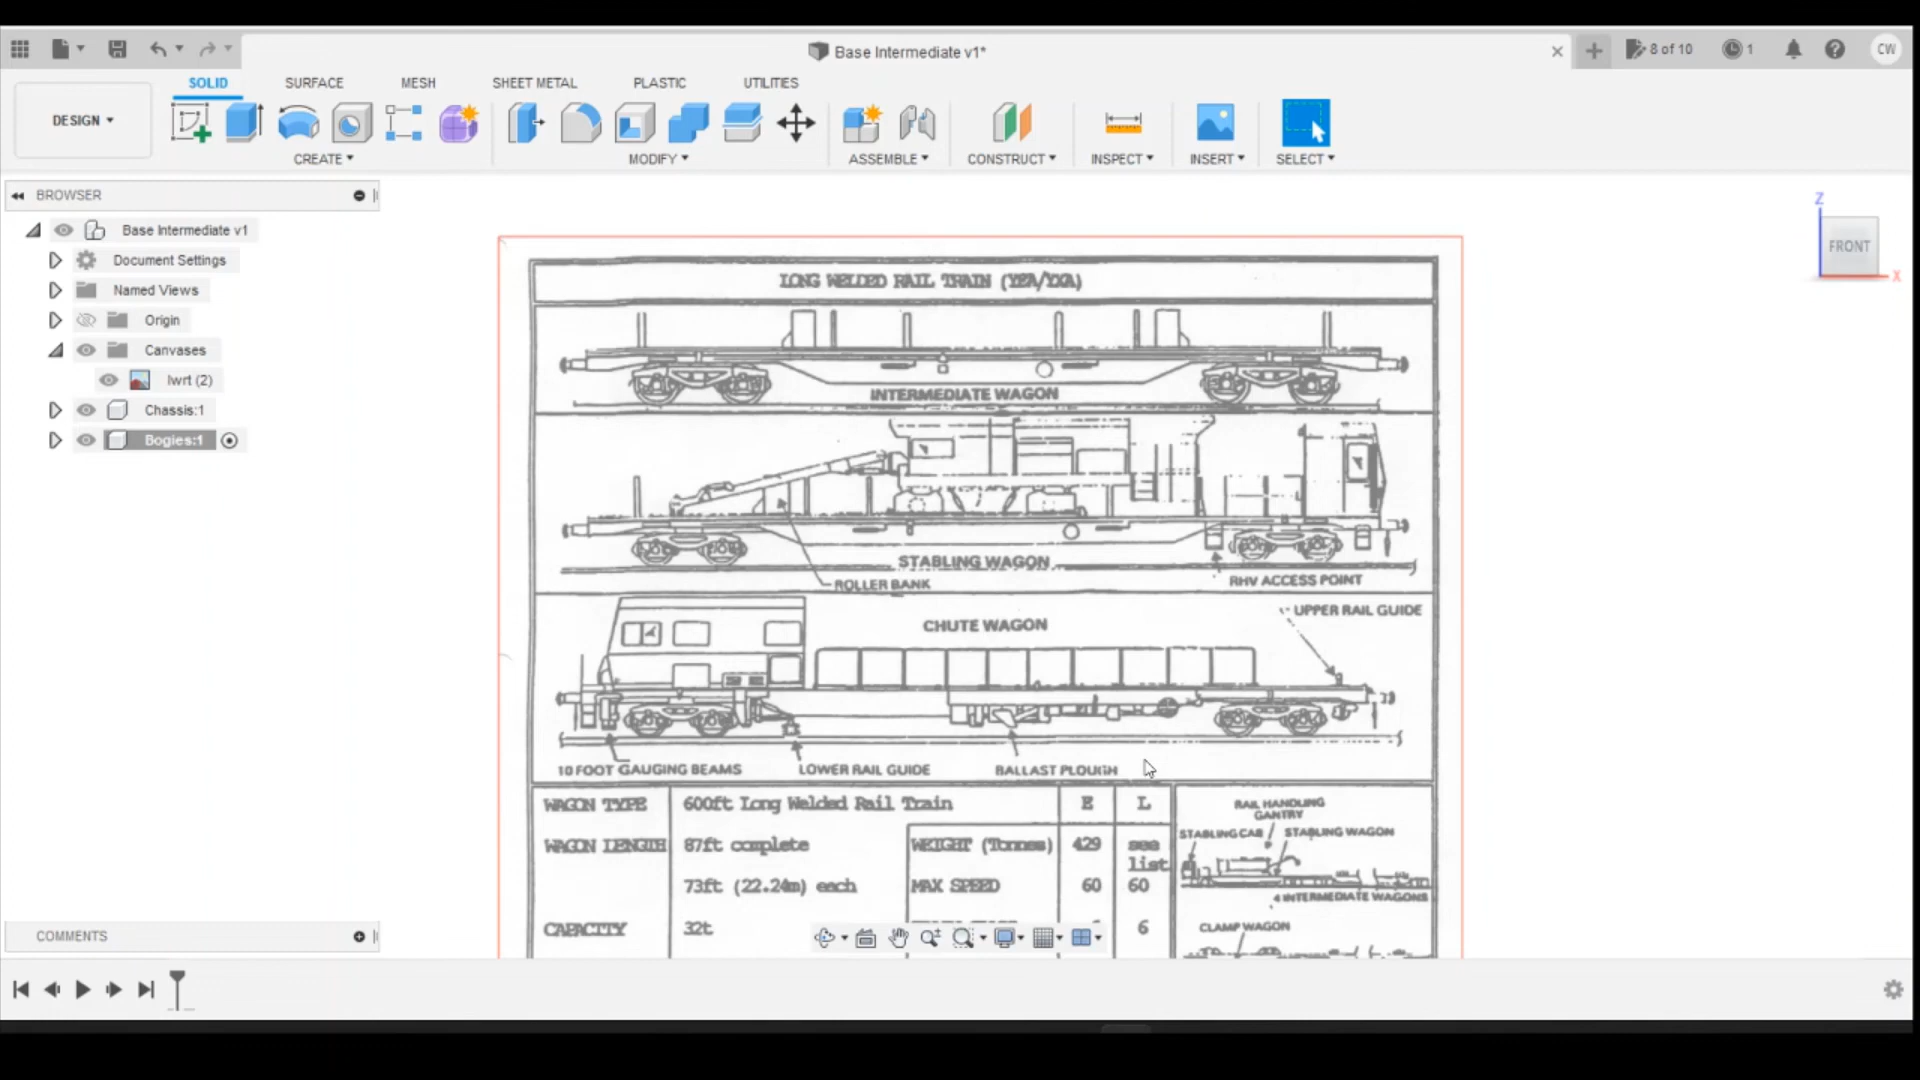 Base Intermediate v1*
8 of 10
1
CW
DESIGN
SOLID
SURFACE
MESH
SHEET METAL
PLASTIC
UTILITIES
CREATE
MODIFY
ASSEMBLE
CONSTRUCT
INSPECT
INSERT
SELECT
BROWSER
Base Intermediate v1
Document Settings
Named Views
Origin
Canvases
lwrt (2)
Chassis:1
Bogies:1
Z
FRONT
X
LONG WELDED RAIL TRAIN (YEA/YXA)
INTERMEDIATE WAGON
STABLING WAGON
ROLLER BANK
RHV ACCESS POINT
UPPER RAIL GUIDE
CHUTE WAGON
10 FOOT GAUGING BEAMS
LOWER RAIL GUIDE
BALLAST PLOUGH
WAGON TYPE
600ft Long Welded Rail Train
E
L
WAGON LENGTH
87ft complete
WEIGHT (Tonnes)
429
see
list
73ft (22.24m) each
MAX SPEED
60
60
CAPACITY
32t
6
RAIL HANDLING
GANTRY
STABLING CAB
STABLING WAGON
4 INTERMEDIATE WAGONS
CLAMP WAGON
COMMENTS